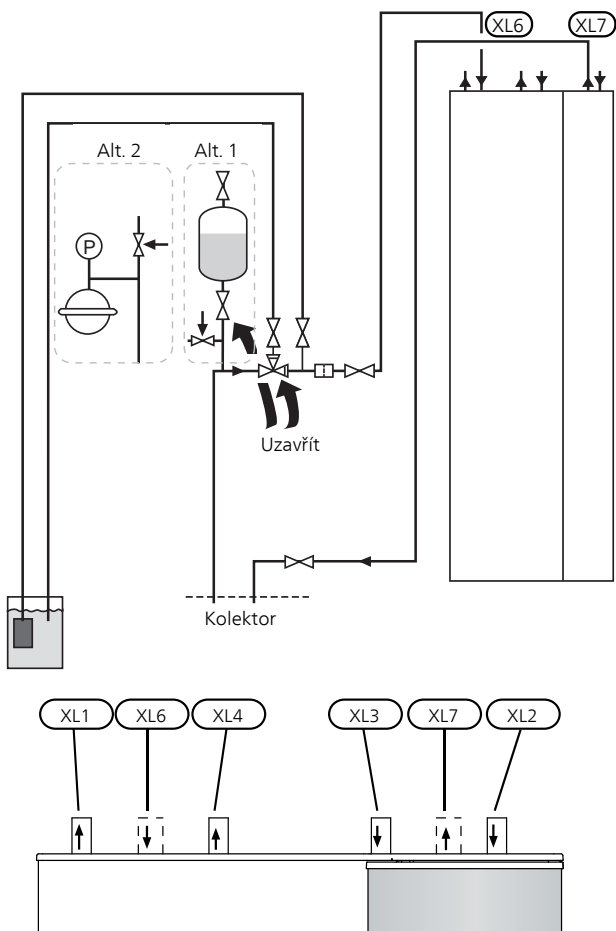 XL6 XL7
Alt. 2 Alt. 1
P
Uzavřít
Kolektor
XL1 XL6 XL4 XL3 XL7 XL2